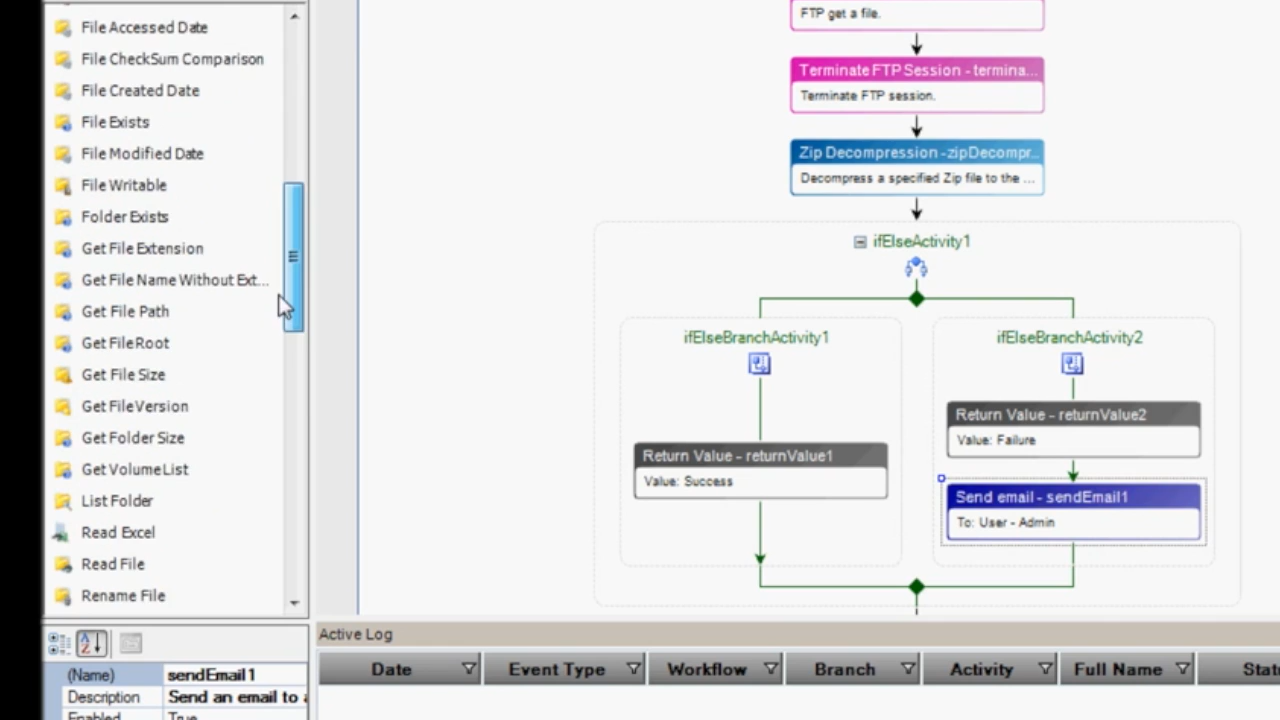 File Accessed Date
File CheckSum Comparison
File Created Date
File Exists
File Modified Date
File Writable
Folder Exists
Get File Extension
Get File Name Without Ext...
Get File Path
Get FileRoot
Get File Size
Get FileVersion
Get Folder Size
Get VolumeList
List Folder
Read Excel
Read File
Rename File
(Name) sendEmail1
Description Send an email to a
Enabled True
FTP get a file.
Terminate FTP Session - termina...
Terminate FTP session.
Zip Decompression -zipDecompr...
Decompress a specified Zip file to the ...
ifElseActivity1
ifElseBranchActivity1
Return Value - returnValue1
Value: Success
ifElseBranchActivity2
Return Value - returnValue2
Value: Failure
Send email - sendEmail1
To: User - Admin
Active Log
Date Event Type Workflow Branch Activity Full Name Stat